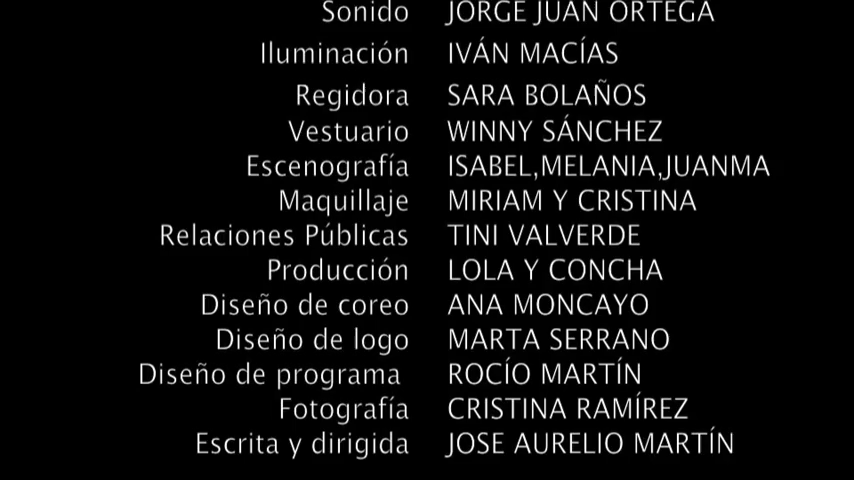 Sonido JORGE JUAN ORTEGA
Iluminación IVÁN MACÍAS
Regidora SARA BOLAÑOS
Vestuario WINNY SÁNCHEZ
Escenografía ISABEL,MELANIA,JUANMA
Maquillaje MIRIAM Y CRISTINA
Relaciones Públicas TINI VALVERDE
Producción LOLA Y CONCHA
Diseño de coreo ANA MONCAYO
Diseño de logo MARTA SERRANO
Diseño de programa ROCÍO MARTÍN
Fotografía CRISTINA RAMÍREZ
Escrita y dirigida JOSE AURELIO MARTÍN